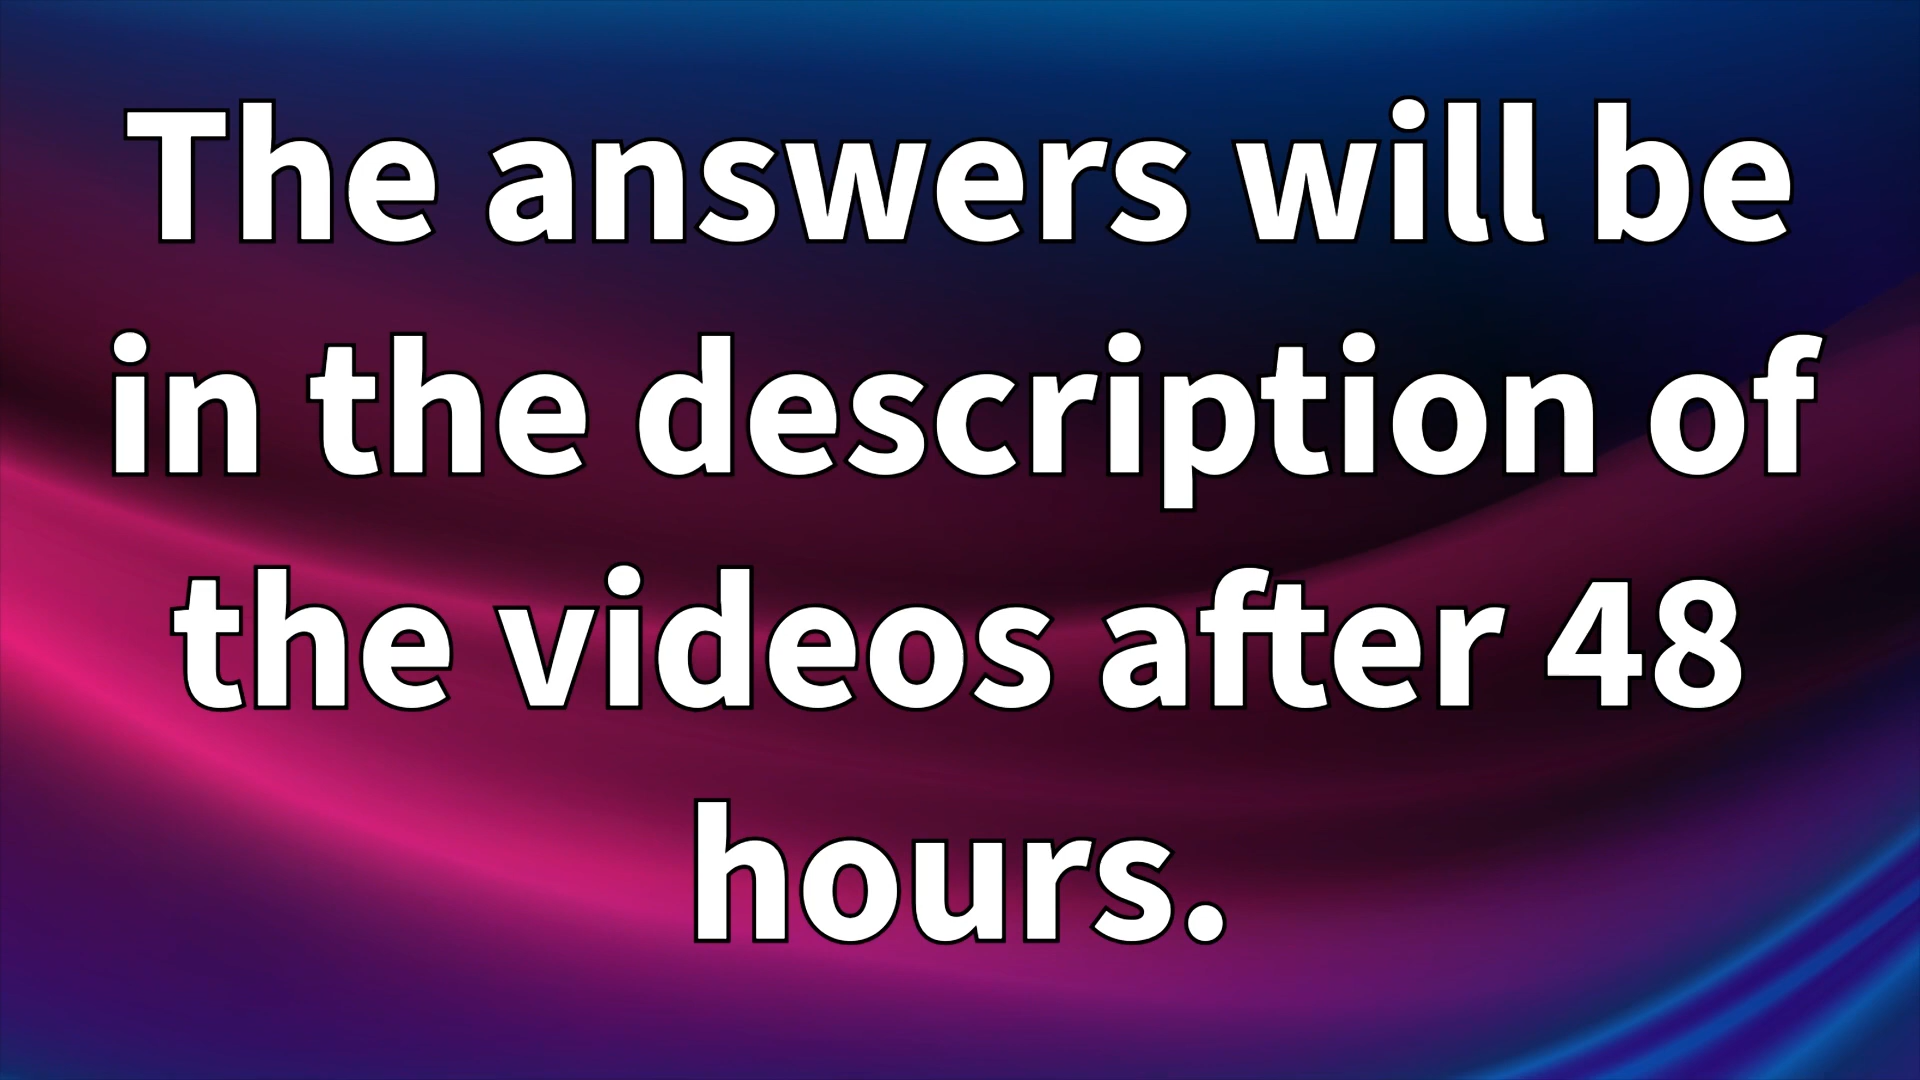 The answers will be
in the description of
the videos after 48
hours.